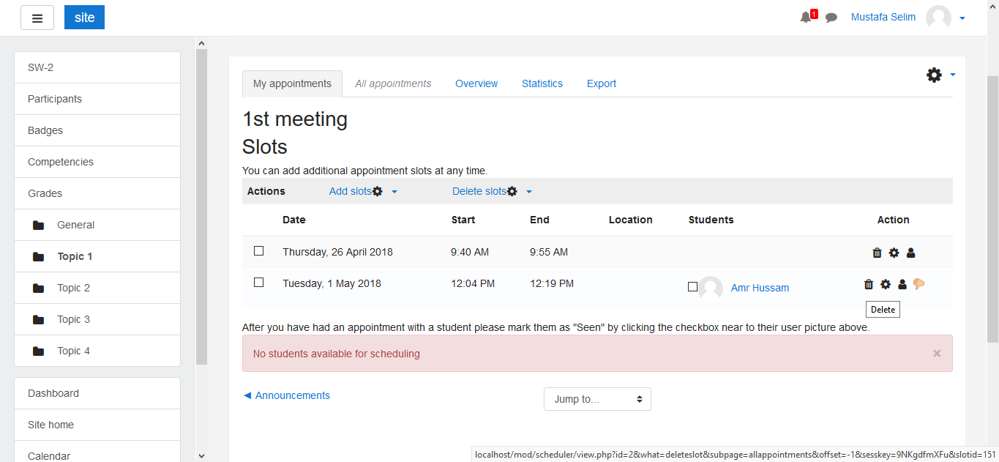 site
1
Mustafa Selim
SW-2
Participants
Badges
Competencies
Grades
General
Topic 1
Topic 2
Topic 3
Topic 4
Dashboard
Site home
Calendar
My appointments All appointments Overview Statistics Export
1st meeting
Slots
You can add additional appointment slots at any time.
Actions Add slots Delete slots
Date Start End Location Students Action
Thursday, 26 April 2018 9:40 AM 9:55 AM
Tuesday, 1 May 2018 12:04 PM 12:19 PM Amr Hussam
Delete
After you have had an appointment with a student please mark them as "Seen" by clicking the checkbox near to their user picture above.
No students available for scheduling ×
◄ Announcements
Jump to...
localhost/mod/scheduler/view.php?id=2&what=deleteslot&subpage=allappointments&offset=-1&sesskey=9NKgdfmXFu&slotid=151